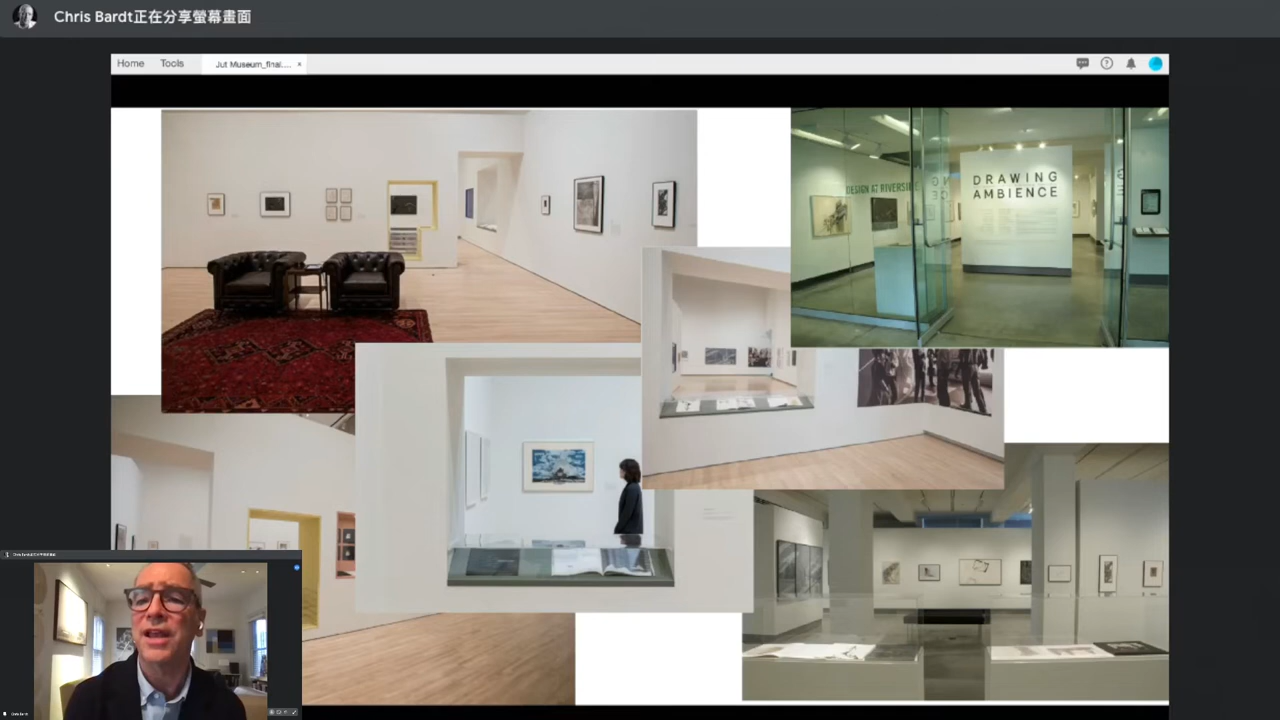 Chris Bardt正在分享螢幕畫面
Home
Tools
Jut Museum_final....
×
DESIGN AT RIVERSIDE
DRAWING
AMBIENCE